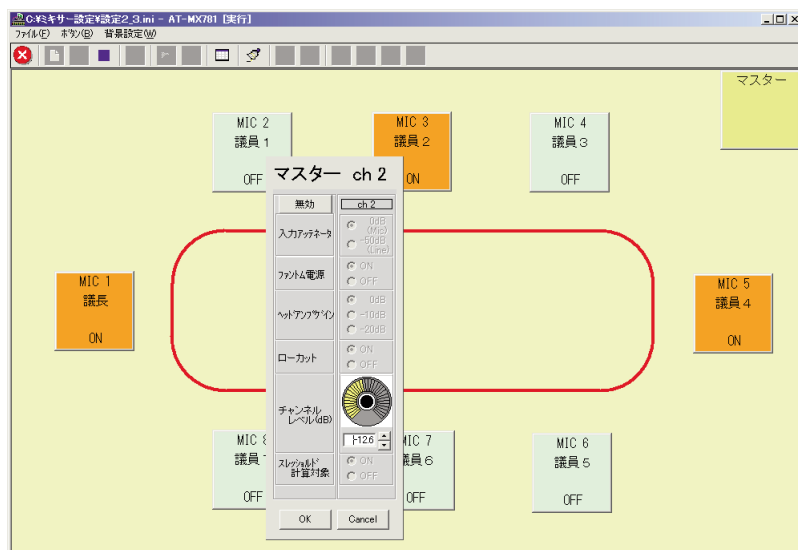 C:¥ミキサー設定¥設定2_3.ini - AT-MX781 [実行]
ファイル(F) ボタン(B) 背景設定(W)
マスター
MIC 2
議員1
OFF
MIC 3
議員2
ON
MIC 4
議員3
OFF
MIC 1
議長
ON
MIC 5
議員4
ON
MIC
議員
OFF
MIC 7
議員6
OFF
MIC 6
議員5
OFF
マスター ch 2
無効 ch 2
入力アッテネータ
0dB
(Mic)
-50dB
(Line)
ファントム電源
ON
OFF
ヘッドアンプゲイン
0dB
-10dB
-20dB
ローカット
ON
OFF
チャンネル
レベル(dB)
-12.6
スレッショルド
計算対象
ON
OFF
OK Cancel